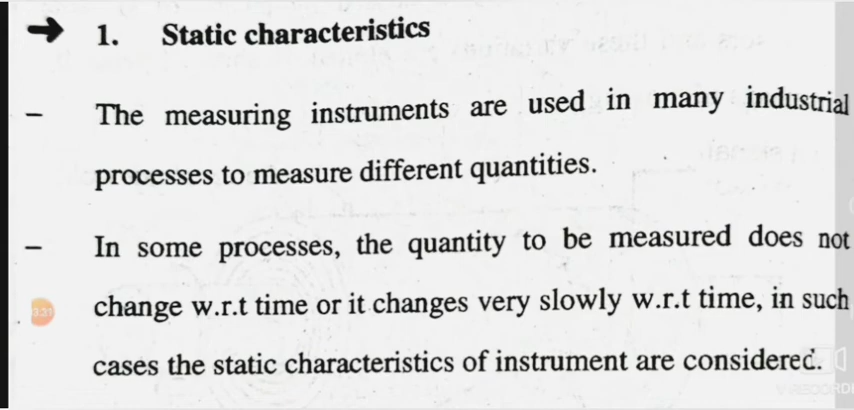 ➔ 1. Static characteristics
– The measuring instruments are used in many industrial
processes to measure different quantities.
– In some processes, the quantity to be measured does not
change w.r.t time or it changes very slowly w.r.t time, in such
3:31
cases the static characteristics of instrument are considered.